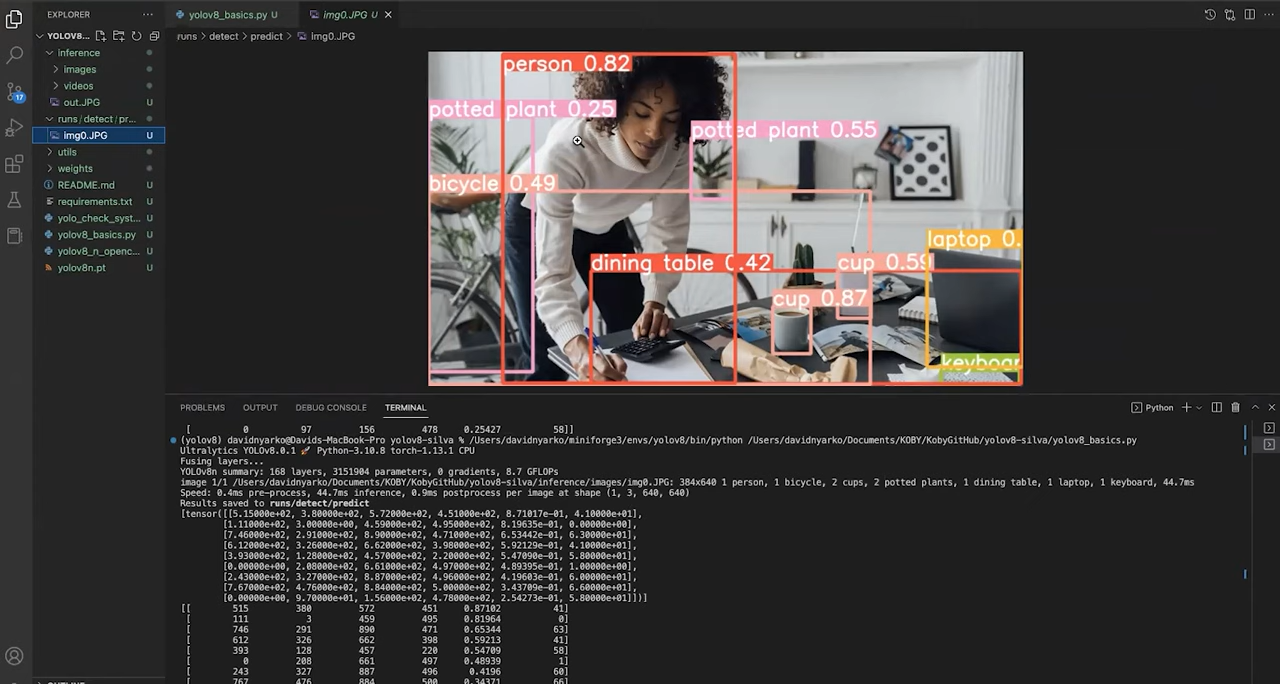 EXPLORER
yolov8_basics.py U
img0.JPG U
YOLOV8...
runs > detect > predict > img0.JPG
inference
images
videos
out.JPG U
runs/detect/pr...
img0.JPG U
utils
weights
README.md U
requirements.txt U
yolo_check_syst... U
yolov8_basics.py U
yolov8_n_openc... U
yolov8n.pt U
17
person 0.82
potted plant 0.25
potted plant 0.55
bicycle 0.49
laptop 0.
dining table 0.42
cup 0.59
cup 0.87
keyboar
PROBLEMS OUTPUT DEBUG CONSOLE TERMINAL
Python
[ 0 97 156 478 0.25427 58]]
(yolov8) davidnyarko@Davids-MacBook-Pro yolov8-silva % /Users/davidnyarko/miniforge3/envs/yolov8/bin/python /Users/davidnyarko/Documents/KOBY/KobyGitHub/yolov8-silva/yolov8_basics.py
Ultralytics YOLOv8.0.1 🚀 Python-3.10.8 torch-1.13.1 CPU
Fusing layers...
YOLOv8n summary: 168 layers, 3151904 parameters, 0 gradients, 8.7 GFLOPs
image 1/1 /Users/davidnyarko/Documents/KOBY/KobyGitHub/yolov8-silva/inference/images/img0.JPG: 384x640 1 person, 1 bicycle, 2 cups, 2 potted plants, 1 dining table, 1 laptop, 1 keyboard, 44.7ms
Speed: 0.4ms pre-process, 44.7ms inference, 0.9ms postprocess per image at shape (1, 3, 640, 640)
Results saved to runs/detect/predict
[tensor([[5.15000e+02, 3.80000e+02, 5.72000e+02, 4.51000e+02, 8.71017e-01, 4.10000e+01],
[1.11000e+02, 3.00000e+00, 4.59000e+02, 4.95000e+02, 8.19635e-01, 0.00000e+00],
[7.46000e+02, 2.91000e+02, 8.90000e+02, 4.71000e+02, 6.53442e-01, 6.30000e+01],
[6.12000e+02, 3.26000e+02, 6.62000e+02, 3.98000e+02, 5.92129e-01, 4.10000e+01],
[3.93000e+02, 1.28000e+02, 4.57000e+02, 2.20000e+02, 5.47090e-01, 5.80000e+01],
[0.00000e+00, 2.08000e+02, 6.61000e+02, 4.97000e+02, 4.89395e-01, 1.00000e+00],
[2.43000e+02, 3.27000e+02, 8.87000e+02, 4.96000e+02, 4.19603e-01, 6.00000e+01],
[7.67000e+02, 4.76000e+02, 8.84000e+02, 5.00000e+02, 3.43709e-01, 6.60000e+01],
[0.00000e+00, 9.70000e+01, 1.56000e+02, 4.78000e+02, 2.54273e-01, 5.80000e+01]])]
[[ 515 380 572 451 0.87102 41]
[ 111 3 459 495 0.81964 0]
[ 746 291 890 471 0.65344 63]
[ 612 326 662 398 0.59213 41]
[ 393 128 457 220 0.54709 58]
[ 0 208 661 497 0.48939 1]
[ 243 327 887 496 0.4196 60]
[ 767 476 884 500 0.34371 66]